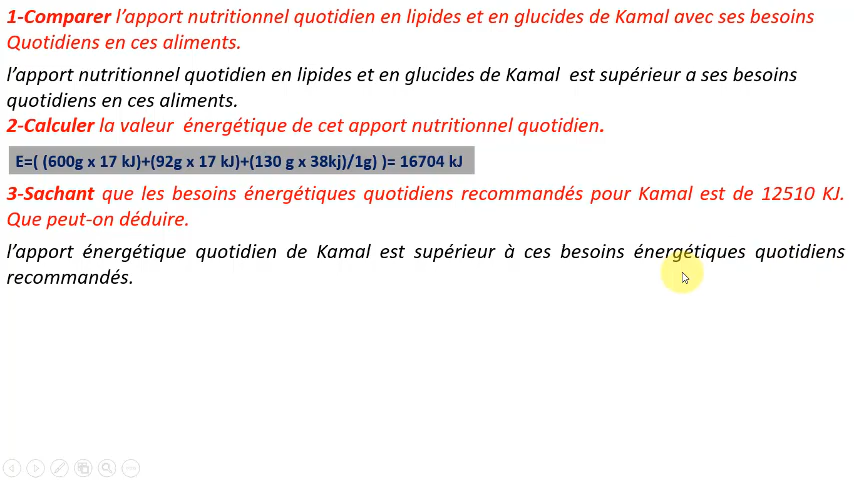 1-Comparer l’apport nutritionnel quotidien en lipides et en glucides de Kamal avec ses besoins
Quotidiens en ces aliments.
l’apport nutritionnel quotidien en lipides et en glucides de Kamal est supérieur a ses besoins
quotidiens en ces aliments.
2-Calculer la valeur énergétique de cet apport nutritionnel quotidien.
E=( (600g x 17 kJ)+(92g x 17 kJ)+(130 g x 38kj)/1g) )= 16704 kJ
3-Sachant que les besoins énergétiques quotidiens recommandés pour Kamal est de 12510 KJ.
Que peut-on déduire.
l’apport énergétique quotidien de Kamal est supérieur à ces besoins énergétiques quotidiens
recommandés.